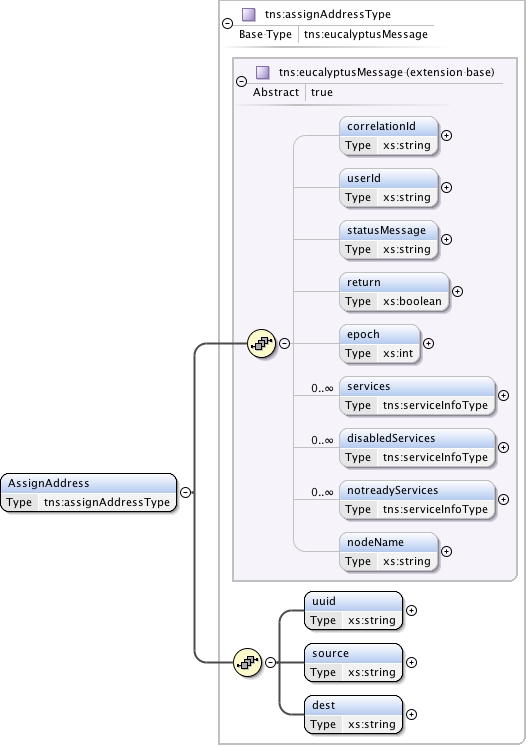 tns:assignAddressType
Base Type tns:eucalyptusMessage
tns:eucalyptusMessage (extension base)
Abstract true
correlationId
Type xs:string
userId
Type xs:string
statusMessage
Type xs:string
return
Type xs:boolean
epoch
Type xs:int
0..∞ services
Type tns:serviceInfoType
0..∞ disabledServices
Type tns:serviceInfoType
0..∞ notreadyServices
Type tns:serviceInfoType
nodeName
Type xs:string
AssignAddress
Type tns:assignAddressType
uuid
Type xs:string
source
Type xs:string
dest
Type xs:string